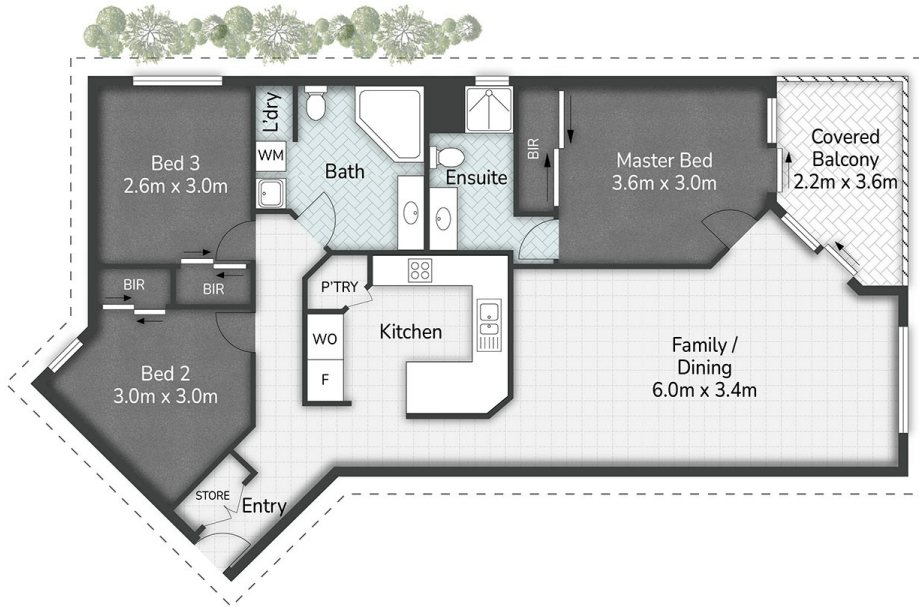 L'dry
WM
Bed 3
2.6m x 3.0m
Bath
Ensuite
BIR
Master Bed
3.6m x 3.0m
Covered
Balcony
2.2m x 3.6m
BIR
BIR
P'TRY
WO
F
Kitchen
Bed 2
3.0m x 3.0m
Family /
Dining
6.0m x 3.4m
STORE
Entry